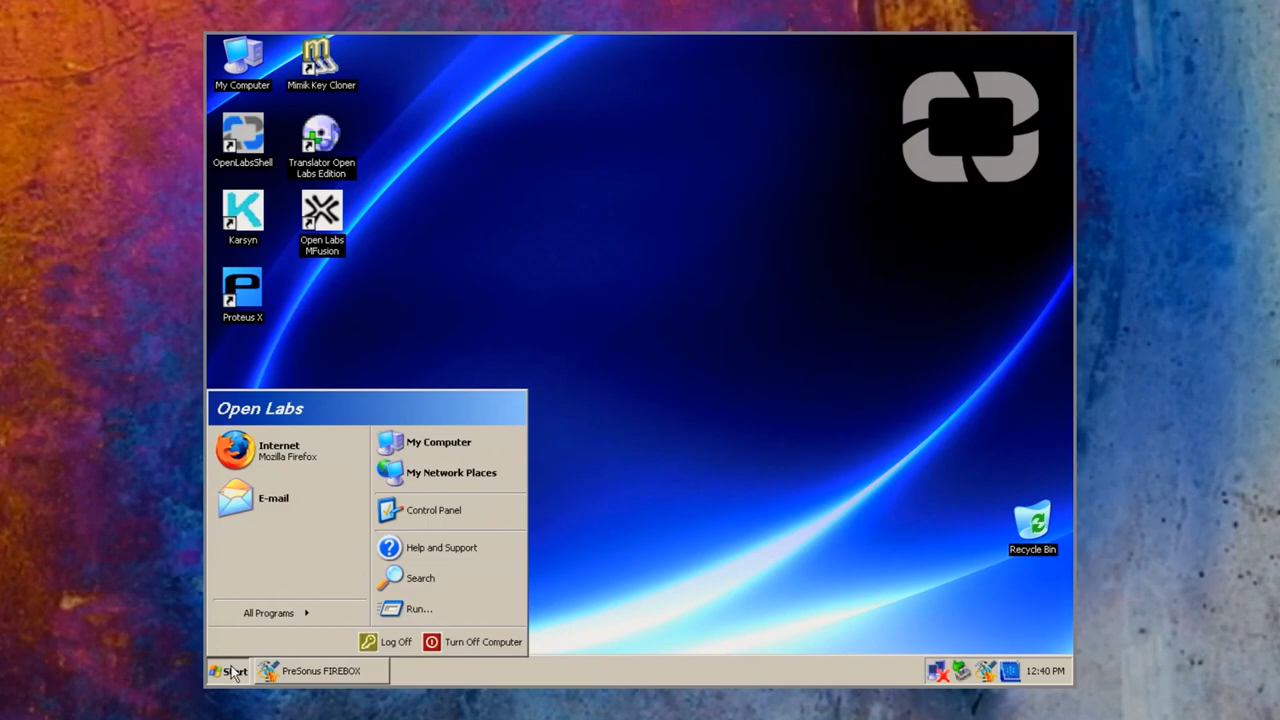 My Computer
Mimik Key Cloner
OpenLabsShell
Translator Open
Labs Edition
Karsyn
Open Labs
MFusion
Proteus X
Open Labs
Internet
Mozilla Firefox
E-mail
All Programs
My Computer
My Network Places
Control Panel
Help and Support
Search
Run...
Log Off
Turn Off Computer
Recycle Bin
Start
PreSonus FIREBOX
12:40 PM